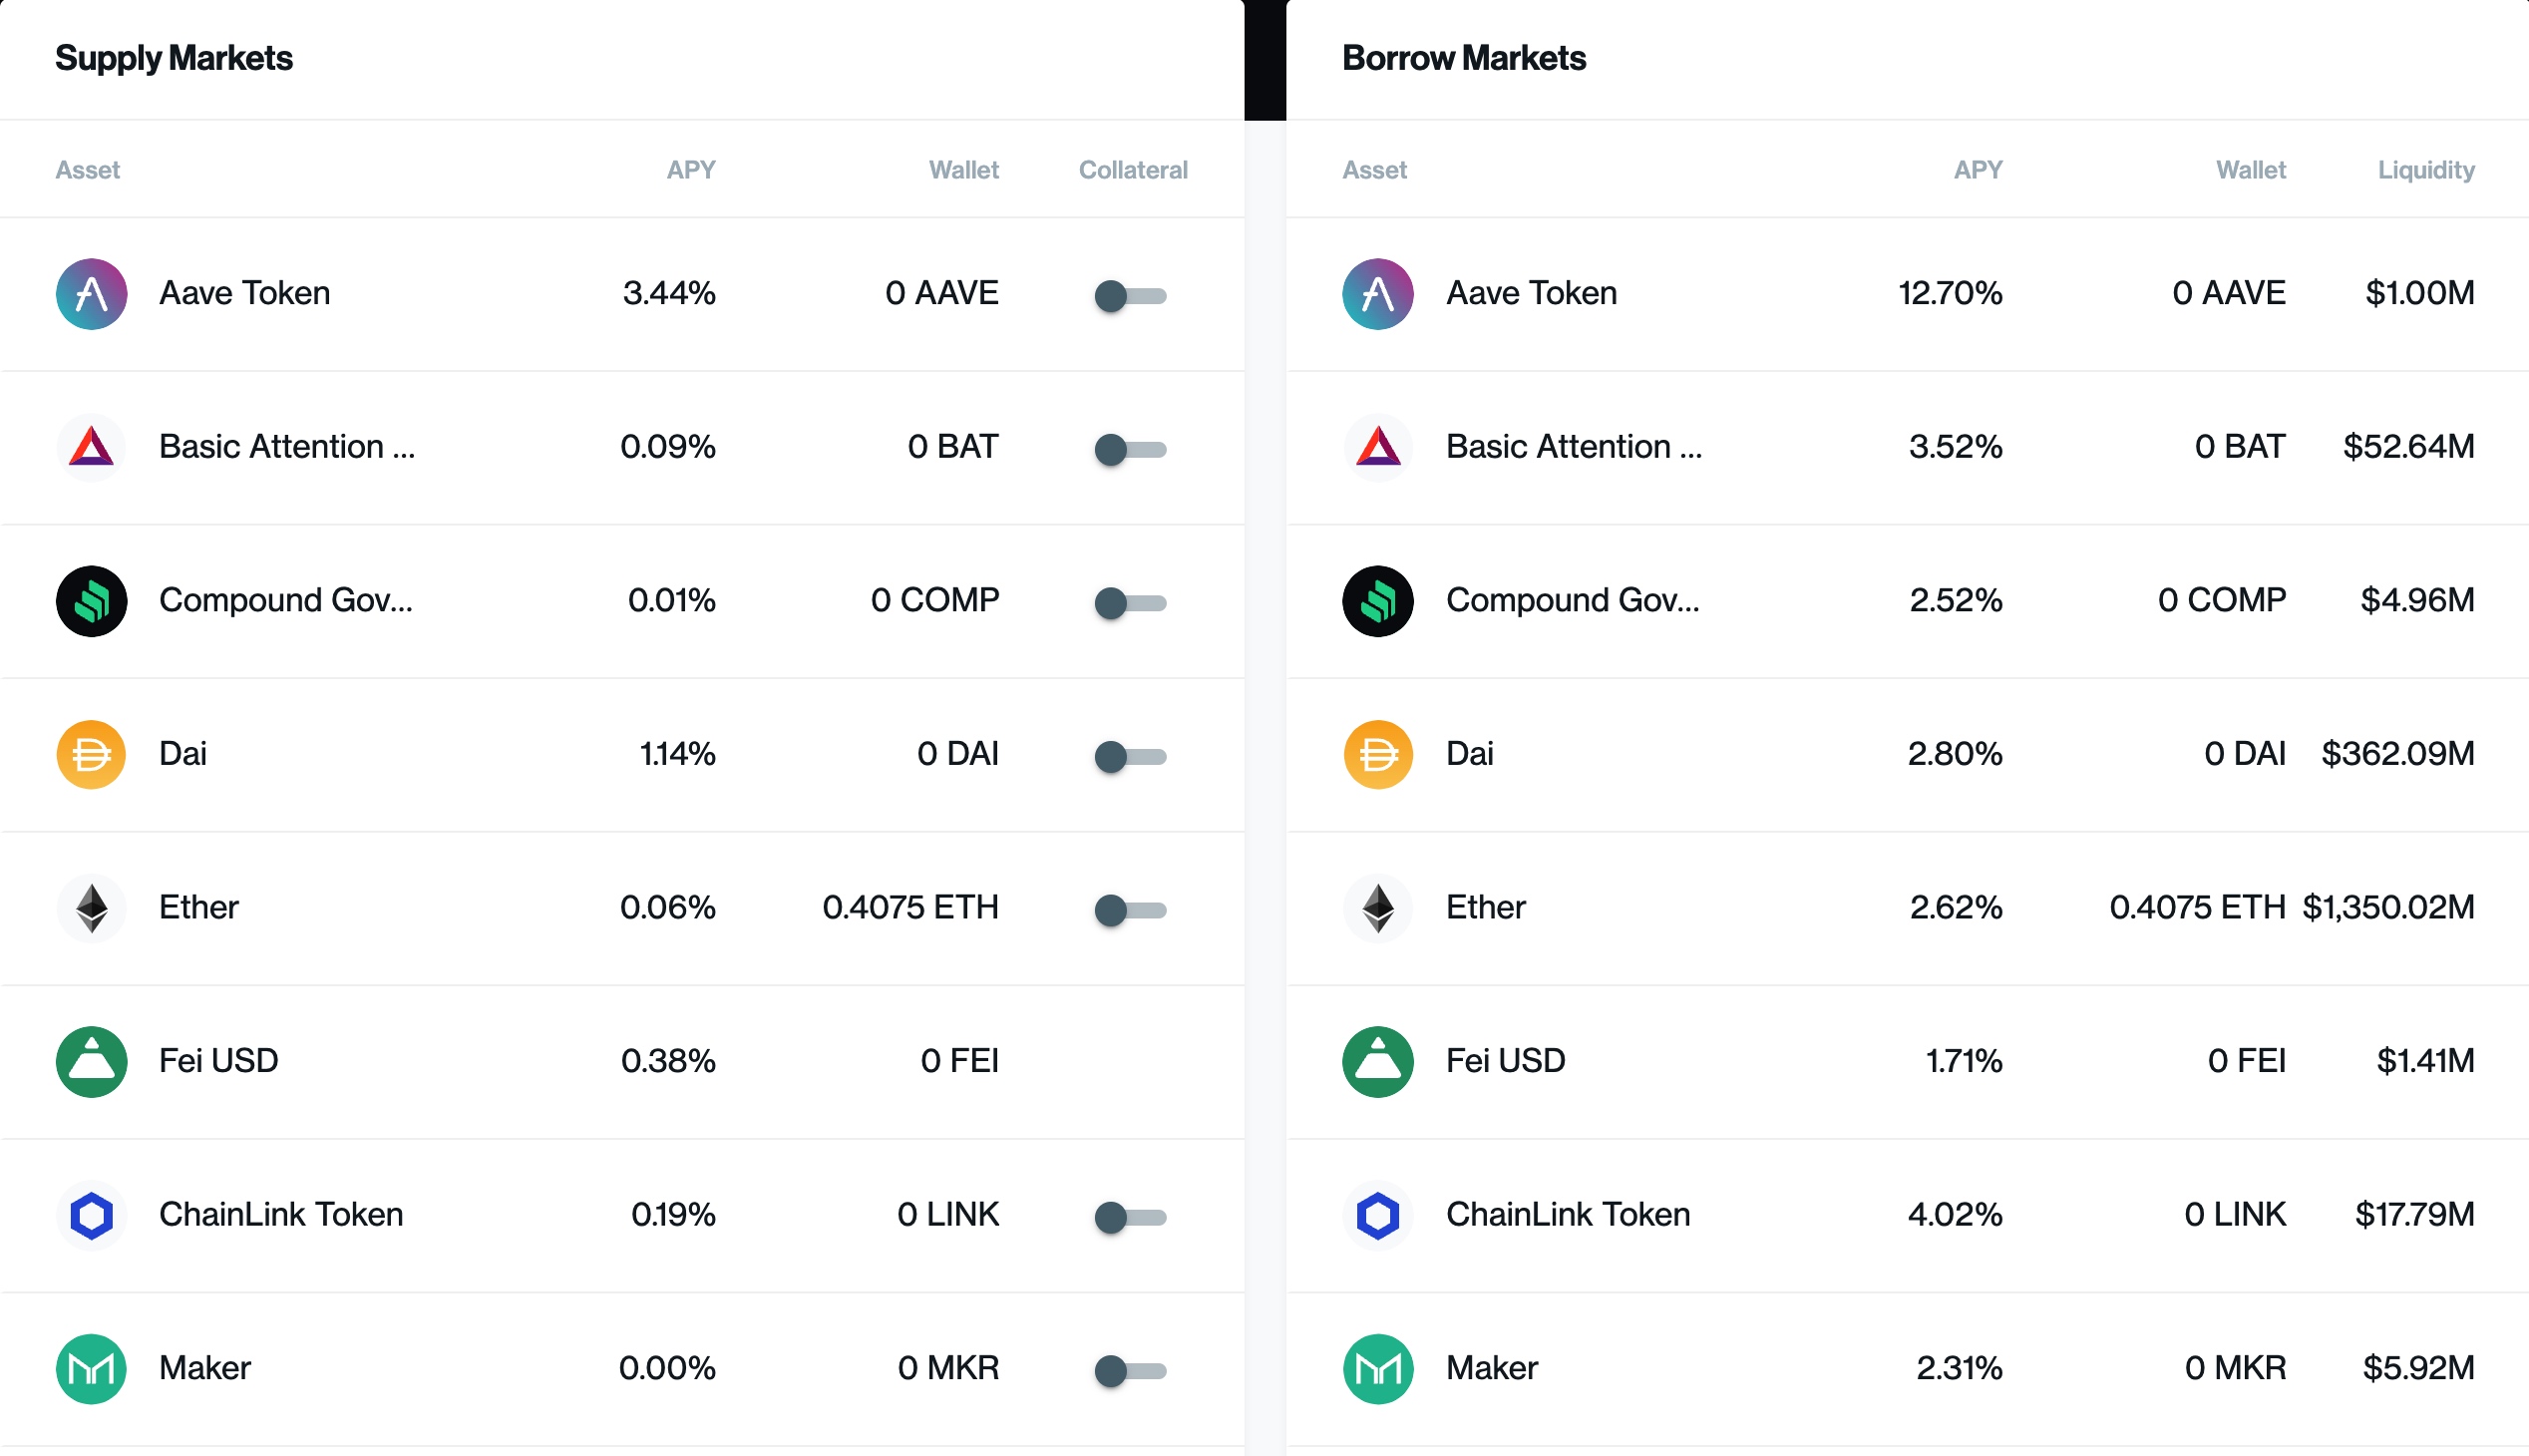 Supply Markets
Asset APY Wallet Collateral
Aave Token 3.44% 0 AAVE
Basic Attention ... 0.09% 0 BAT
Compound Gov... 0.01% 0 COMP
Dai 1.14% 0 DAI
Ether 0.06% 0.4075 ETH
Fei USD 0.38% 0 FEI
ChainLink Token 0.19% 0 LINK
Maker 0.00% 0 MKR
Borrow Markets
Asset APY Wallet Liquidity
Aave Token 12.70% 0 AAVE $1.00M
Basic Attention ... 3.52% 0 BAT $52.64M
Compound Gov... 2.52% 0 COMP $4.96M
Dai 2.80% 0 DAI $362.09M
Ether 2.62% 0.4075 ETH $1,350.02M
Fei USD 1.71% 0 FEI $1.41M
ChainLink Token 4.02% 0 LINK $17.79M
Maker 2.31% 0 MKR $5.92M